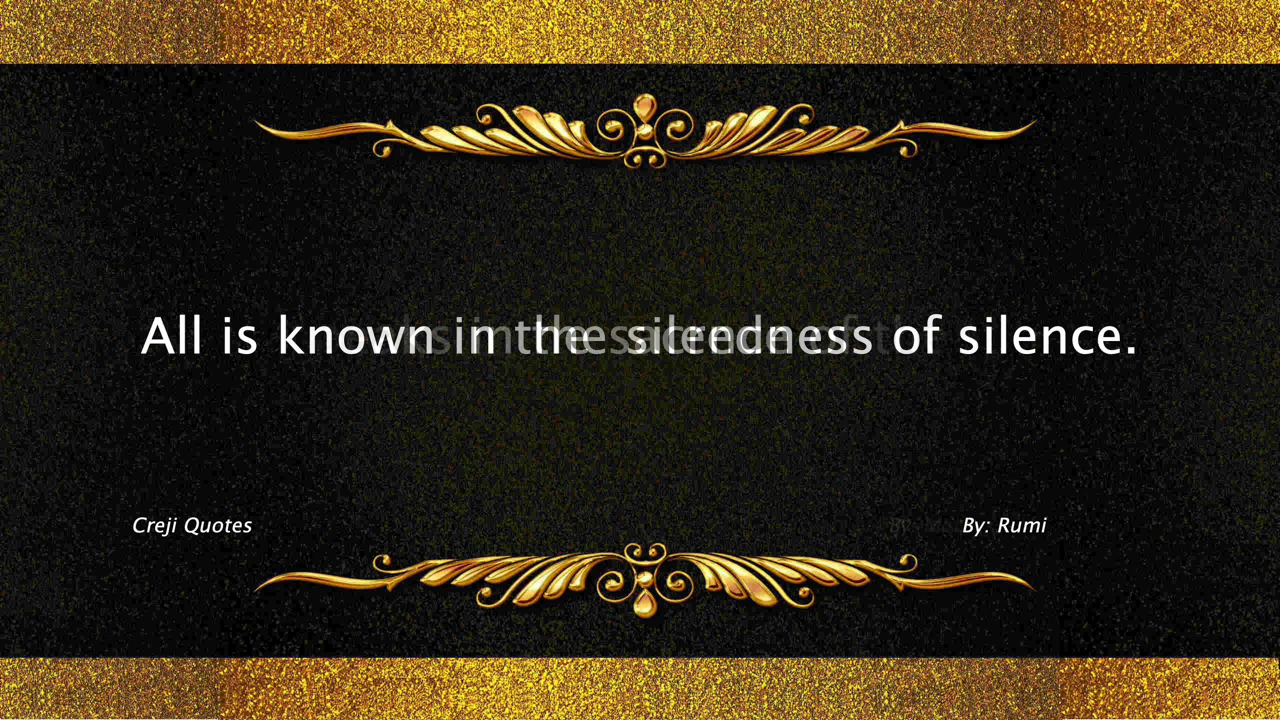 All is known in the sacredness of silence.
Creji Quotes
By: Rumi